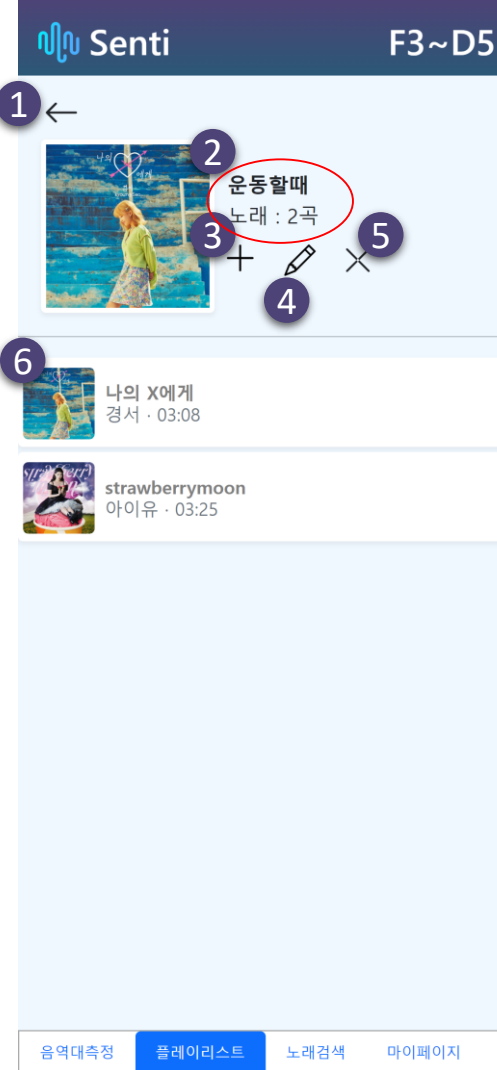 Senti
F3~D5
1
2
운동할때
노래 : 2곡
3
5
4
6
나의 X에게
경서 · 03:08
strawberrymoon
아이유 · 03:25
음역대측정
플레이리스트
노래검색
마이페이지